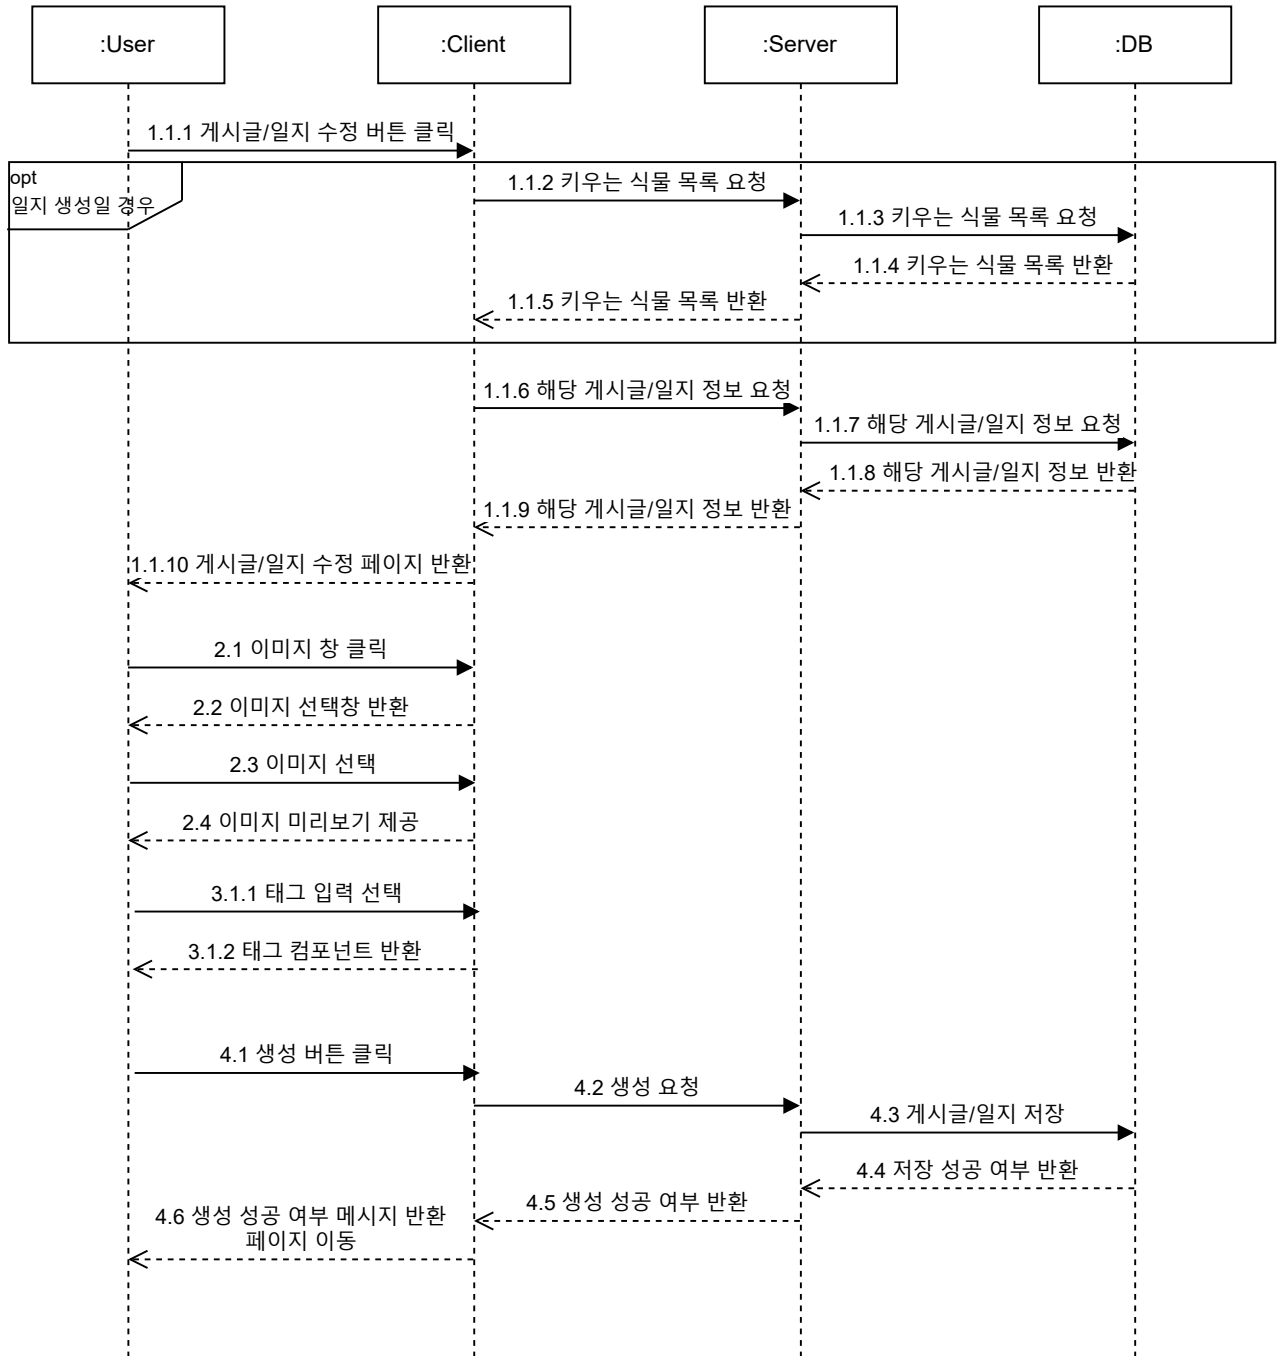 :User
:Client
:Server
:DB
1.1.1 게시글/일지 수정 버튼 클릭
opt
일지 생성일 경우
1.1.2 키우는 식물 목록 요청
1.1.3 키우는 식물 목록 요청
1.1.4 키우는 식물 목록 반환
1.1.5 키우는 식물 목록 반환
1.1.6 해당 게시글/일지 정보 요청
1.1.7 해당 게시글/일지 정보 요청
1.1.8 해당 게시글/일지 정보 반환
1.1.9 해당 게시글/일지 정보 반환
1.1.10 게시글/일지 수정 페이지 반환
2.1 이미지 창 클릭
2.2 이미지 선택창 반환
2.3 이미지 선택
2.4 이미지 미리보기 제공
3.1.1 태그 입력 선택
3.1.2 태그 컴포넌트 반환
4.1 생성 버튼 클릭
4.2 생성 요청
4.3 게시글/일지 저장
4.4 저장 성공 여부 반환
4.5 생성 성공 여부 반환
4.6 생성 성공 여부 메시지 반환
페이지 이동